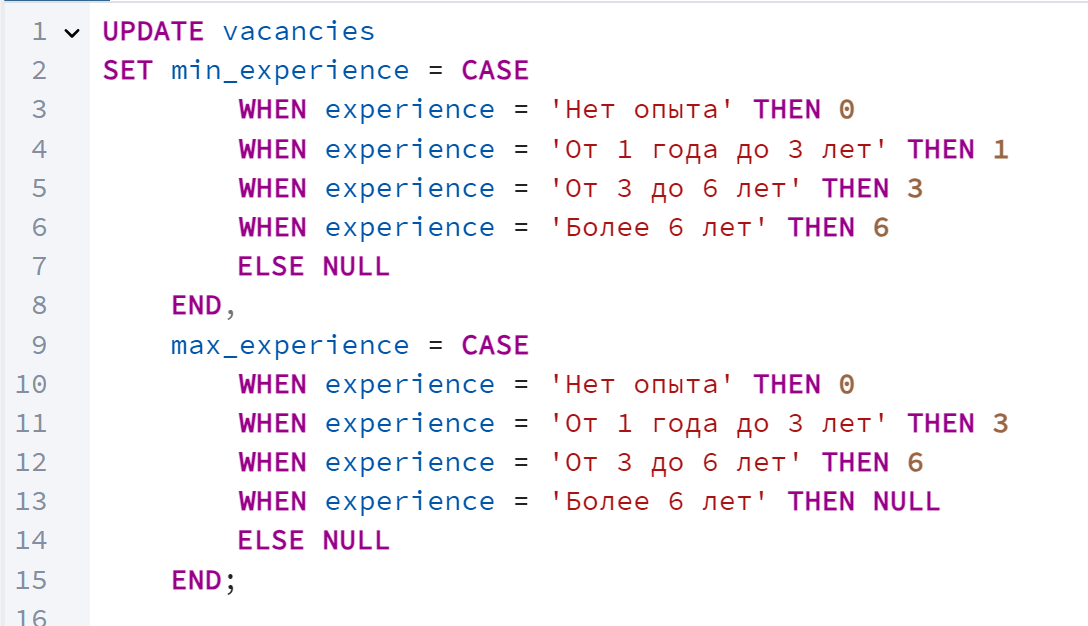 1 UPDATE vacancies
2 SET min_experience = CASE
3 WHEN experience = 'Нет опыта' THEN 0
4 WHEN experience = 'От 1 года до 3 лет' THEN 1
5 WHEN experience = 'От 3 до 6 лет' THEN 3
6 WHEN experience = 'Более 6 лет' THEN 6
7 ELSE NULL
8 END,
9 max_experience = CASE
10 WHEN experience = 'Нет опыта' THEN 0
11 WHEN experience = 'От 1 года до 3 лет' THEN 3
12 WHEN experience = 'От 3 до 6 лет' THEN 6
13 WHEN experience = 'Более 6 лет' THEN NULL
14 ELSE NULL
15 END;
16